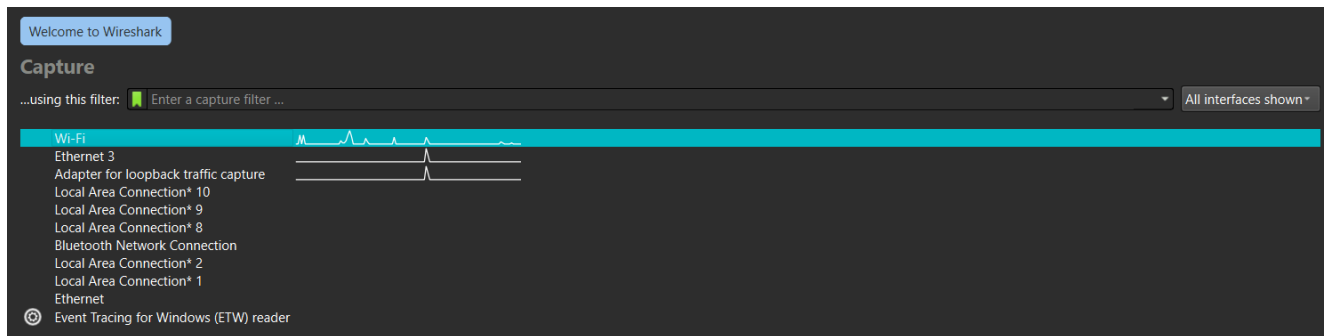 Welcome to Wireshark
Capture
...using this filter: Enter a capture filter ... All interfaces shown
Wi-Fi
Ethernet 3
Adapter for loopback traffic capture
Local Area Connection* 10
Local Area Connection* 9
Local Area Connection* 8
Bluetooth Network Connection
Local Area Connection* 2
Local Area Connection* 1
Ethernet
Event Tracing for Windows (ETW) reader